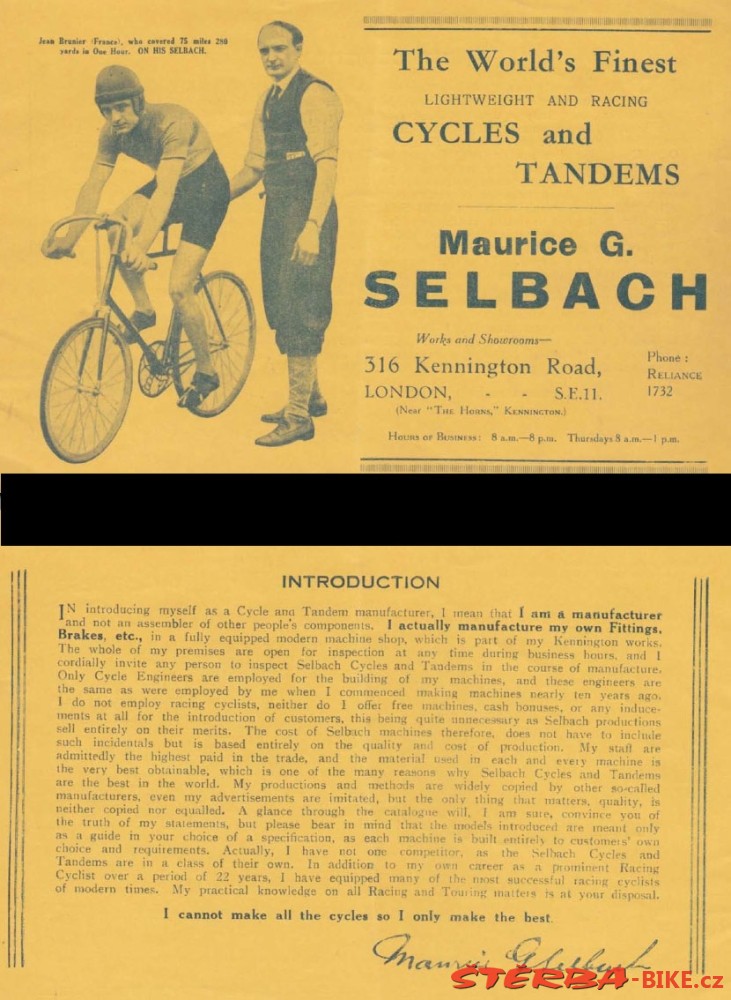 Jean Brunier (France), who covered 75 miles 280
yards in One Hour. ON HIS SELBACH.
The World's Finest
LIGHTWEIGHT AND RACING
CYCLES and
TANDEMS
Maurice G.
SELBACH
Works and Showrooms—
316 Kennington Road,
LONDON, - - S.E.11.
(Near "The Horns," Kennington.)
Phone :
Reliance
1732
Hours of Business: 8 a.m.—8 p.m. Thursdays 8 a.m.—1 p.m.
INTRODUCTION
IN introducing myself as a Cycle and Tandem manufacturer, I mean that I am a manufacturer
and not an assembler of other people's components. I actually manufacture my own Fittings,
Brakes, etc., in a fully equipped modern machine shop, which is part of my Kennington works.
The whole of my premises are open for inspection at any time during business hours, and I
cordially invite any person to inspect Selbach Cycles and Tandems in the course of manufacture.
Only Cycle Engineers are employed for the building of my machines, and these engineers are
the same as were employed by me when I commenced making machines nearly ten years ago.
I do not employ racing cyclists, neither do I offer free machines, cash bonuses, or any induce-
ments at all for the introduction of customers, this being quite unnecessary as Selbach productions
sell entirely on their merits. The cost of Selbach machines therefore, does not have to include
such incidentals but is based entirely on the quality and cost of production. My staff are
admittedly the highest paid in the trade, and the material used in each and every machine is
the very best obtainable, which is one of the many reasons why Selbach Cycles and Tandems
are the best in the world. My productions and methods are widely copied by other so-called
manufacturers, even my advertisements are imitated, but the only thing that matters, quality, is
neither copied nor equalled. A glance through the catalogue will, I am sure, convince you of
the truth of my statements, but please bear in mind that the models introduced are meant only
as a guide in your choice of a specification, as each machine is built entirely to customers' own
choice and requirements. Actually, I have not one competitor, as the Selbach Cycles and
Tandems are in a class of their own. In addition to my own career as a prominent Racing
Cyclist over a period of 22 years, I have equipped many of the most successful racing cyclists
of modern times. My practical knowledge on all Racing and Touring matters is at your disposal.
I cannot make all the cycles so I only make the best.
Maurice G Selbach
STERBA-BIKE.cz